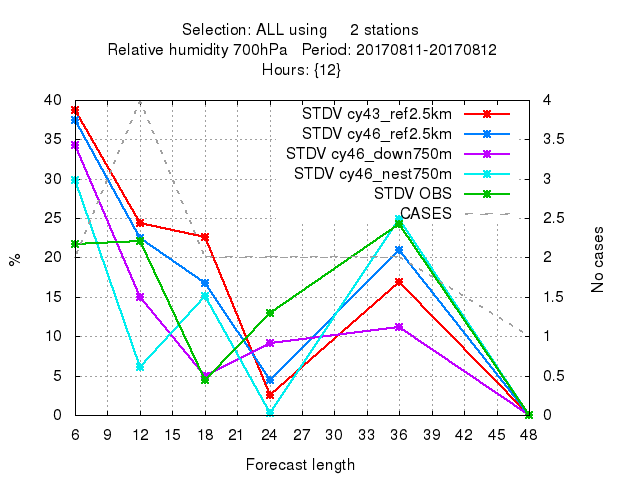 Selection: ALL using 2 stations
Relative humidity 700hPa Period: 20170811-20170812
Hours: {12}
STDV cy43_ref2.5km
STDV cy46_ref2.5km
STDV cy46_down750m
STDV cy46_nest750m
STDV OBS
CASES
40
35
30
25
20
15
10
5
0
%
4
3.5
3
2.5
2
1.5
1
0.5
0
No cases
6 12 15 18 21 24 27 30 33 36 39 42 45 48
Forecast length